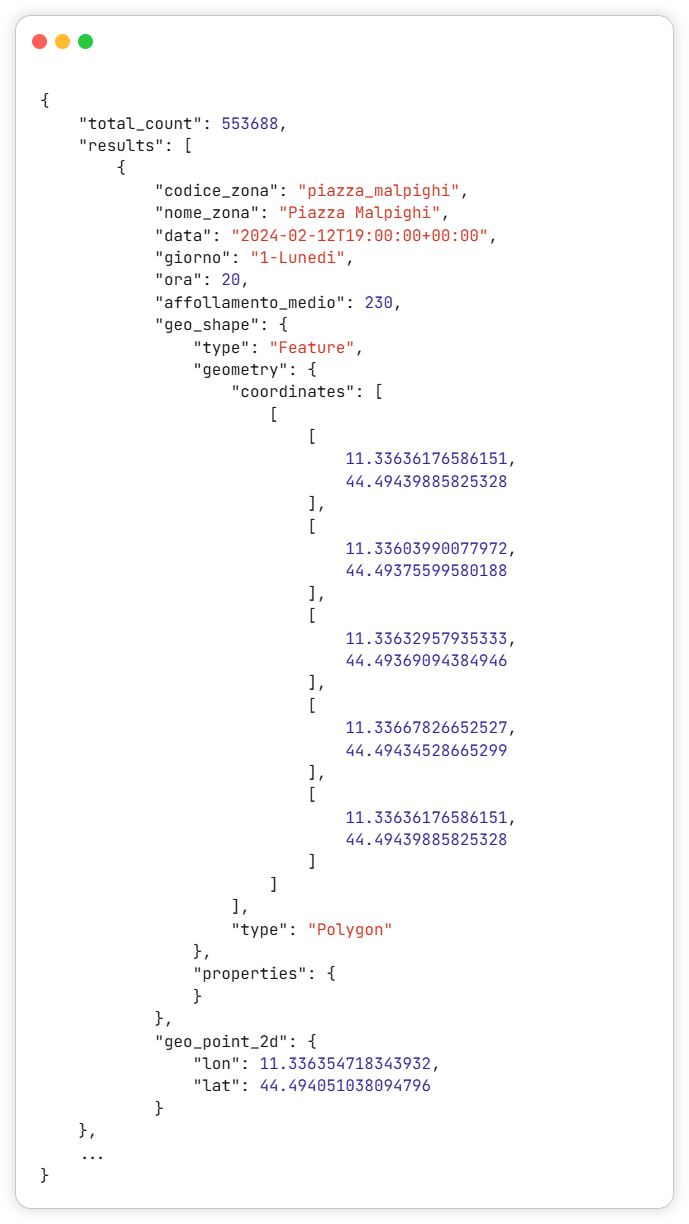 {
    "total_count": 553688,
    "results": [
        {
            "codice_zona": "piazza_malpighi",
            "nome_zona": "Piazza Malpighi",
            "data": "2024-02-12T19:00:00+00:00",
            "giorno": "1-Lunedi",
            "ora": 20,
            "affollamento_medio": 230,
            "geo_shape": {
                "type": "Feature",
                "geometry": {
                    "coordinates": [
                        [
                            [
                                11.33636176586151,
                                44.49439885825328
                            ],
                            [
                                11.33603990077972,
                                44.49375599580188
                            ],
                            [
                                11.33632957935333,
                                44.49369094384946
                            ],
                            [
                                11.33667826652527,
                                44.49434528665299
                            ],
                            [
                                11.33636176586151,
                                44.49439885825328
                            ]
                        ]
                    ],
                    "type": "Polygon"
                },
                "properties": {
                }
            },
            "geo_point_2d": {
                "lon": 11.336354718343932,
                "lat": 44.494051038094796
            }
    },
    ...
}